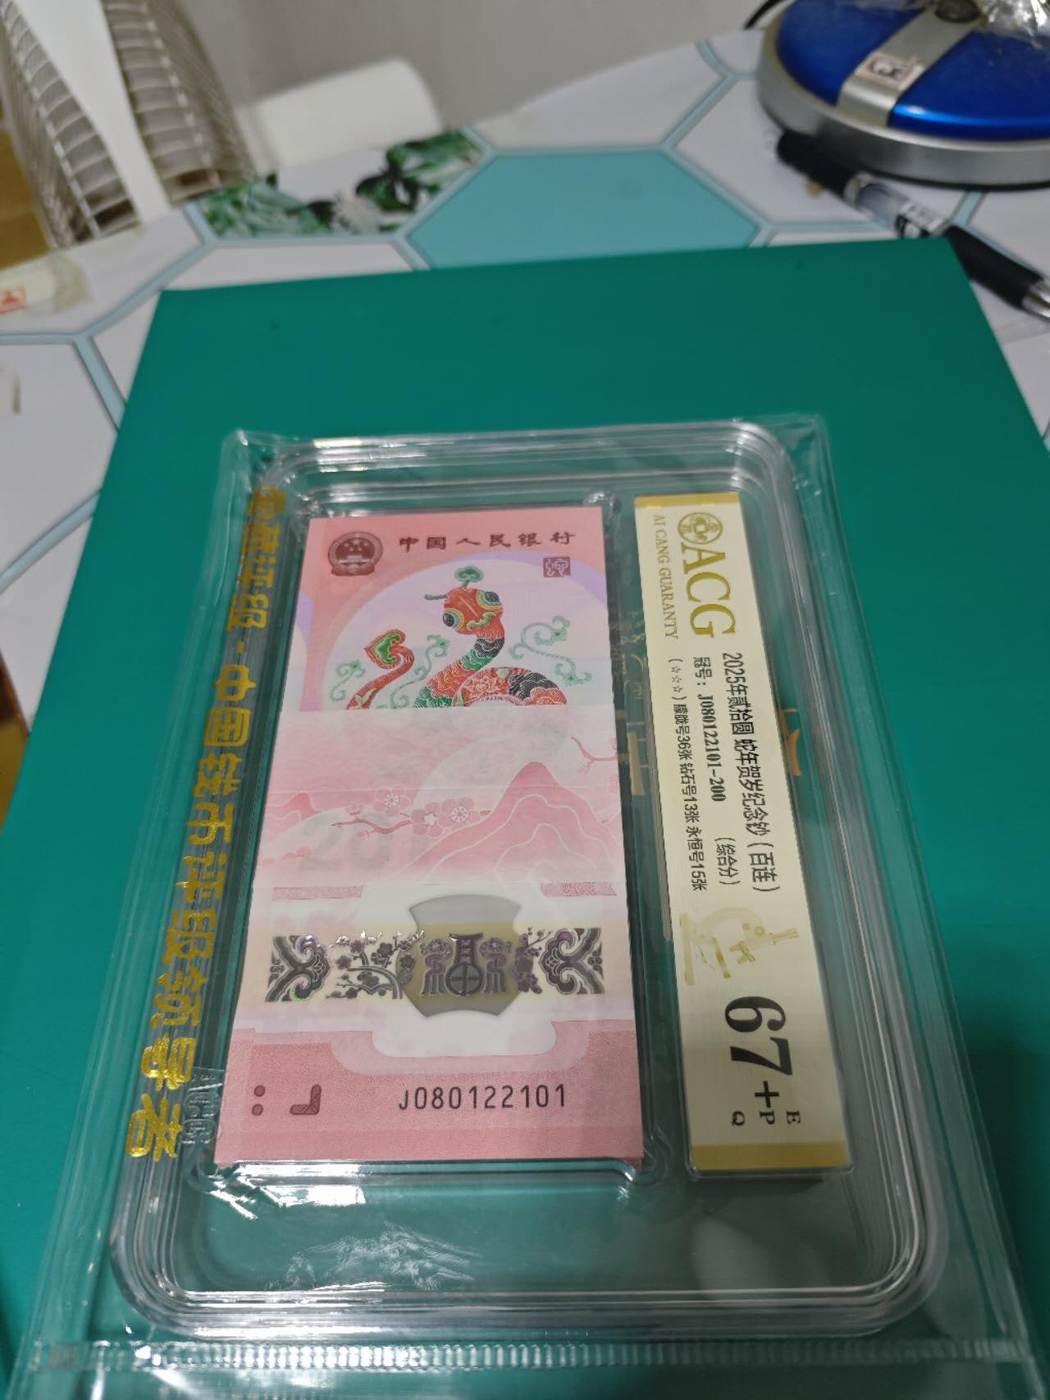 中国人民银行
J080122101
爱藏评级·中国钱币评级领导者
ACG
AI CANG GUARANTY
2025年贰拾圆 蛇年贺岁纪念钞（百连）
冠号：J080122101-200 （综合分）
（☆☆☆）朦胧号36张 钻石号13张 永恒号15张
67+
E
P
Q